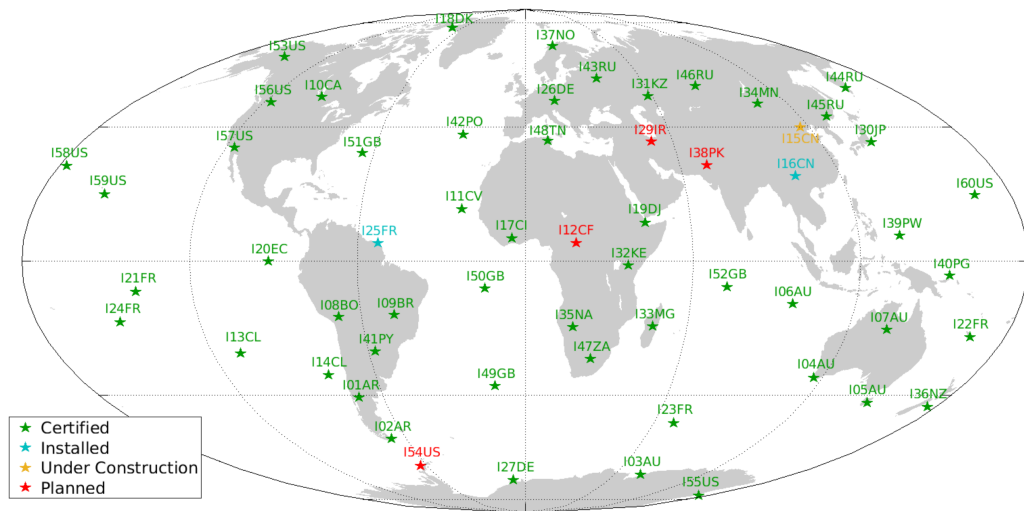 I18DK
I37NO
I53US
I43RU
I46RU
I44RU
I56US
I10CA
I26DE
I31KZ
I34MN
I45RU
I42PO
I48TN
I29IR
I15CN
I30JP
I57US
I51GB
I58US
I38PK
I16CN
I59US
I60US
I11CV
I19DJ
I17CI
I25FR
I12CF
I39PW
I20EC
I32KE
I40PG
I21FR
I50GB
I52GB
I06AU
I24FR
I08BO
I09BR
I35NA
I33MG
I07AU
I22FR
I13CL
I41PY
I47ZA
I14CL
I01AR
I49GB
I04AU
I05AU
I36NZ
I23FR
I02AR
I54US
I27DE
I03AU
I55US
Certified
Installed
Under Construction
Planned